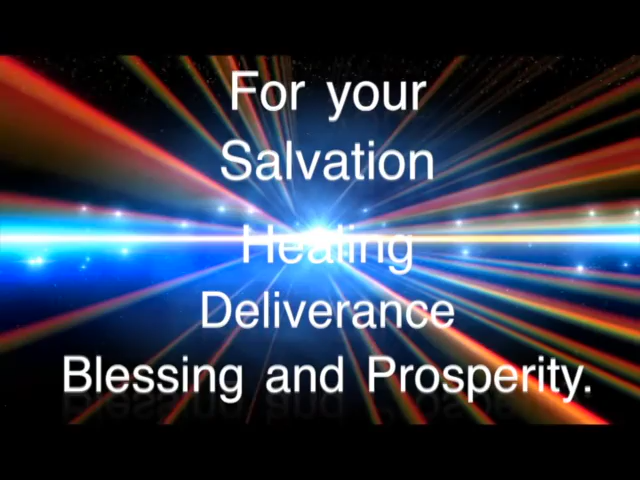 For your
Salvation
Healing
Deliverance
Blessing and Prosperity.